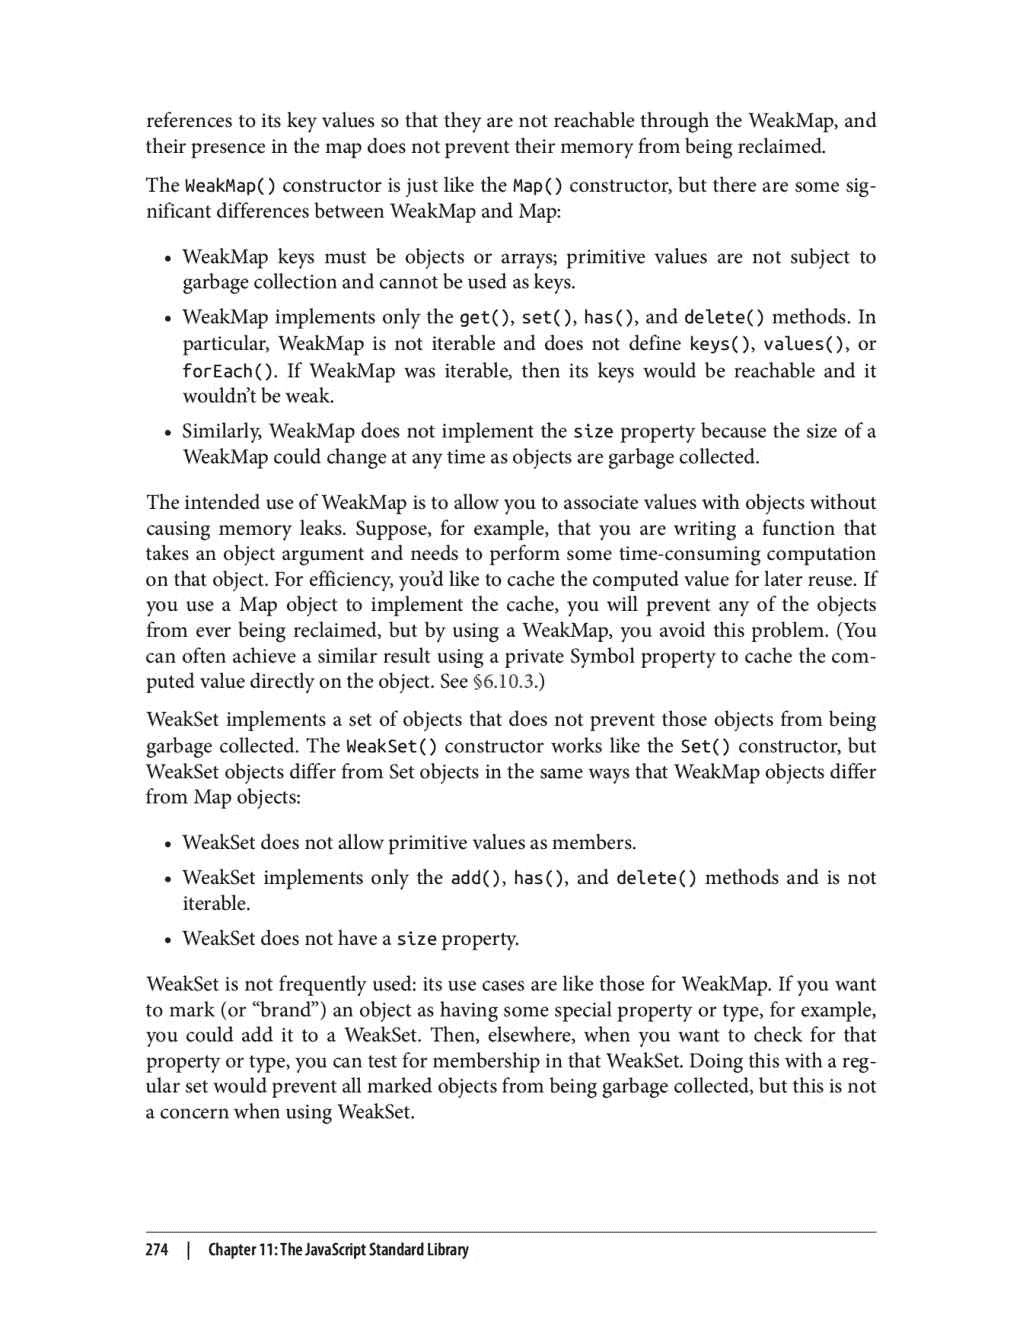 references to its key values so that they are not reachable through the WeakMap, and
their presence in the map does not prevent their memory from being reclaimed.
The WeakMap() constructor is just like the Map() constructor, but there are some sig-
nificant differences between WeakMap and Map:
• WeakMap keys must be objects or arrays; primitive values are not subject to
garbage collection and cannot be used as keys.
• WeakMap implements only the get(), set(), has(), and delete() methods. In
particular, WeakMap is not iterable and does not define keys(), values(), or
forEach(). If WeakMap was iterable, then its keys would be reachable and it
wouldn’t be weak.
• Similarly, WeakMap does not implement the size property because the size of a
WeakMap could change at any time as objects are garbage collected.
The intended use of WeakMap is to allow you to associate values with objects without
causing memory leaks. Suppose, for example, that you are writing a function that
takes an object argument and needs to perform some time-consuming computation
on that object. For efficiency, you’d like to cache the computed value for later reuse. If
you use a Map object to implement the cache, you will prevent any of the objects
from ever being reclaimed, but by using a WeakMap, you avoid this problem. (You
can often achieve a similar result using a private Symbol property to cache the com-
puted value directly on the object. See §6.10.3.)
WeakSet implements a set of objects that does not prevent those objects from being
garbage collected. The WeakSet() constructor works like the Set() constructor, but
WeakSet objects differ from Set objects in the same ways that WeakMap objects differ
from Map objects:
• WeakSet does not allow primitive values as members.
• WeakSet implements only the add(), has(), and delete() methods and is not
iterable.
• WeakSet does not have a size property.
WeakSet is not frequently used: its use cases are like those for WeakMap. If you want
to mark (or “brand”) an object as having some special property or type, for example,
you could add it to a WeakSet. Then, elsewhere, when you want to check for that
property or type, you can test for membership in that WeakSet. Doing this with a reg-
ular set would prevent all marked objects from being garbage collected, but this is not
a concern when using WeakSet.
274 | Chapter 11: The JavaScript Standard Library